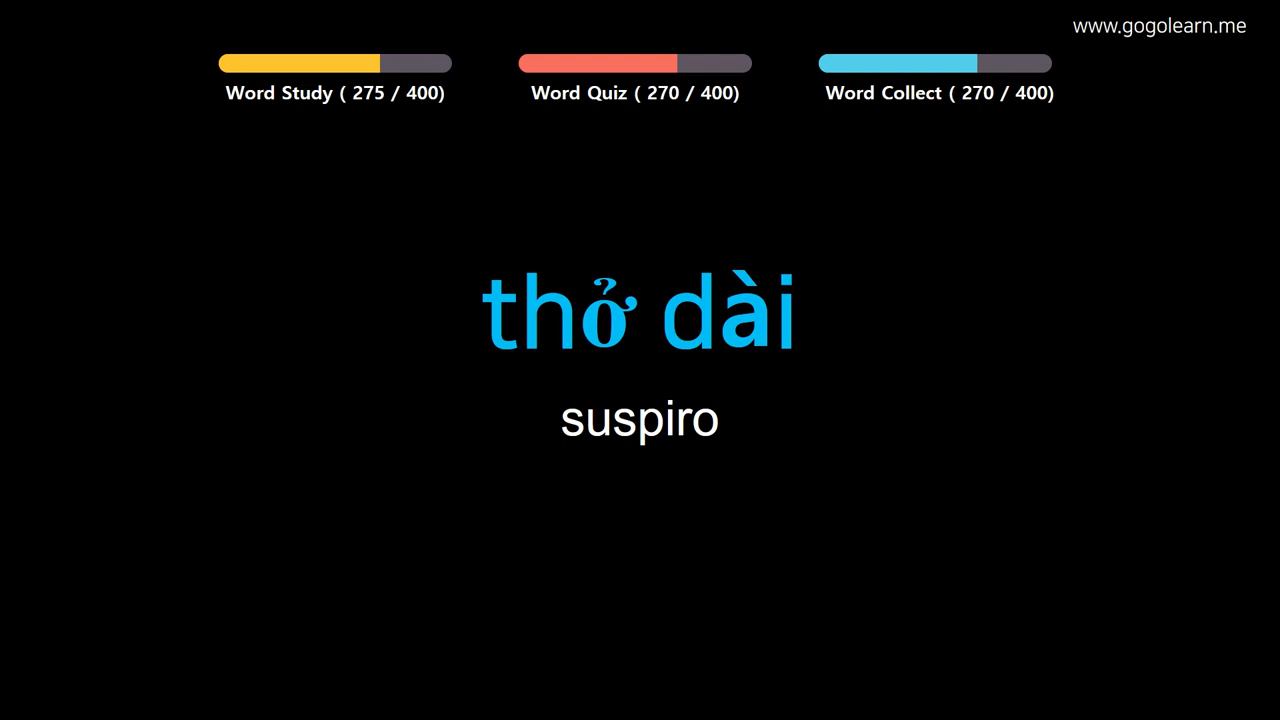 www.gogolearn.me
Word Study ( 275 / 400)
Word Quiz ( 270 / 400)
Word Collect ( 270 / 400)
thở dài
suspiro